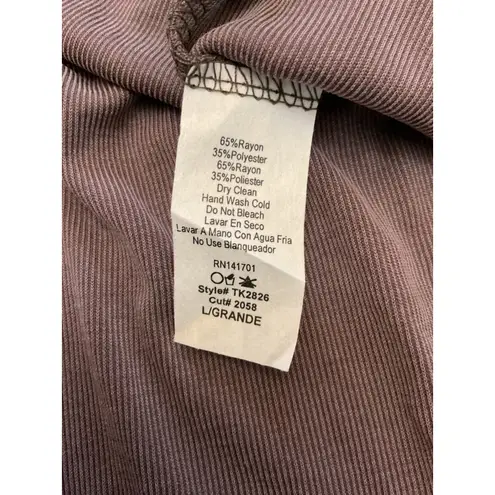 65%Rayon
35%Polyester
65%Rayon
35%Poliester
Dry Clean
Hand Wash Cold
Do Not Bleach
Lavar En Seco
Lavar A Mano Con Agua Fria
No Use Blanqueador
RN141701
Style# TK2826
Cut# 2058
L/GRANDE